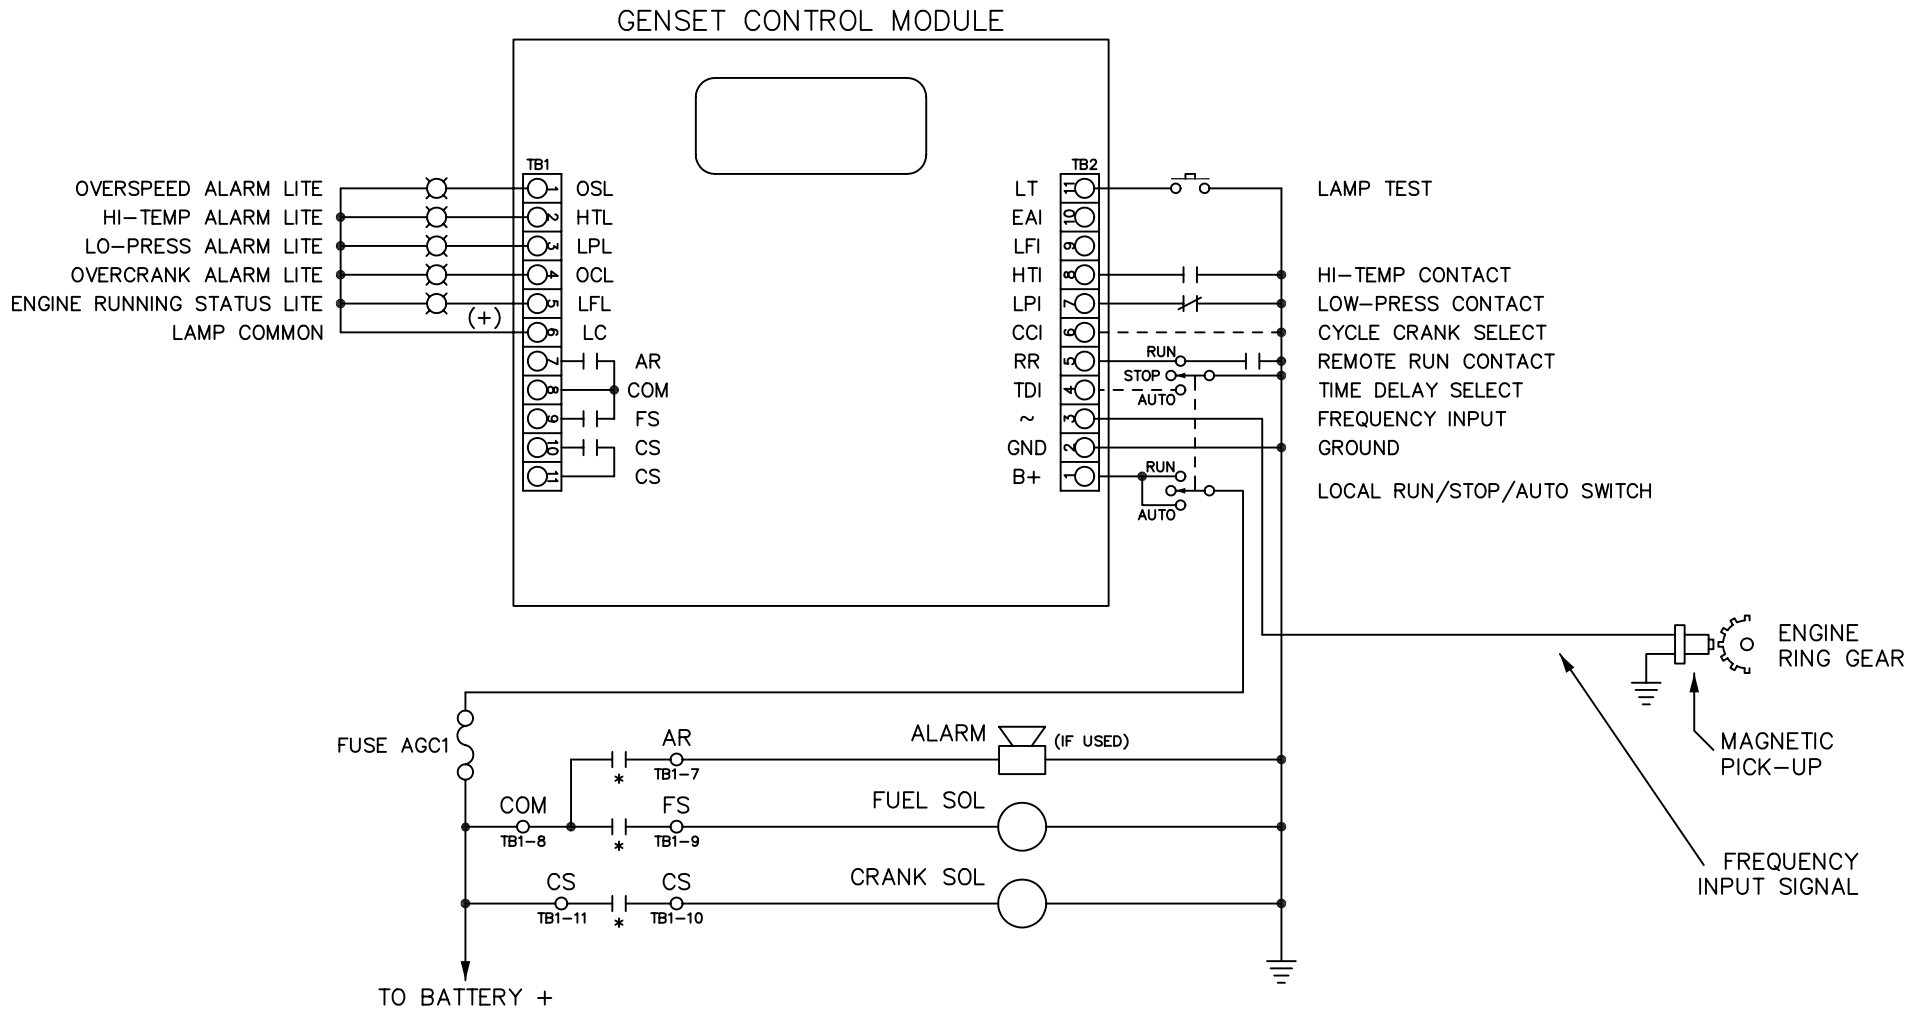 GENSET CONTROL MODULE
TB1
TB2
OVERSPEED ALARM LITE
1
OSL
HI-TEMP ALARM LITE
2
HTL
LO-PRESS ALARM LITE
3
LPL
OVERCRANK ALARM LITE
4
OCL
ENGINE RUNNING STATUS LITE
5
LFL
LAMP COMMON
(+)
6
LC
7
AR
8
COM
9
FS
10
CS
11
CS
LT
11
LAMP TEST
EAI
10
LFI
9
HTI
8
HI-TEMP CONTACT
LPI
7
LOW-PRESS CONTACT
CCI
6
CYCLE CRANK SELECT
RR
5
RUN
REMOTE RUN CONTACT
STOP
TDI
4
AUTO
TIME DELAY SELECT
~
3
FREQUENCY INPUT
GND
2
GROUND
B+
1
RUN
AUTO
LOCAL RUN/STOP/AUTO SWITCH
ENGINE
RING GEAR
MAGNETIC
PICK-UP
FREQUENCY
INPUT SIGNAL
FUSE AGC1
AR
*
TB1-7
ALARM
(IF USED)
COM
TB1-8
*
FS
TB1-9
FUEL SOL
CS
TB1-11
*
CS
TB1-10
CRANK SOL
TO BATTERY +